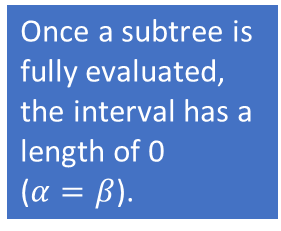 Once a subtree is
fully evaluated,
the interval has a
length of 0
(𝛼 = 𝛽).